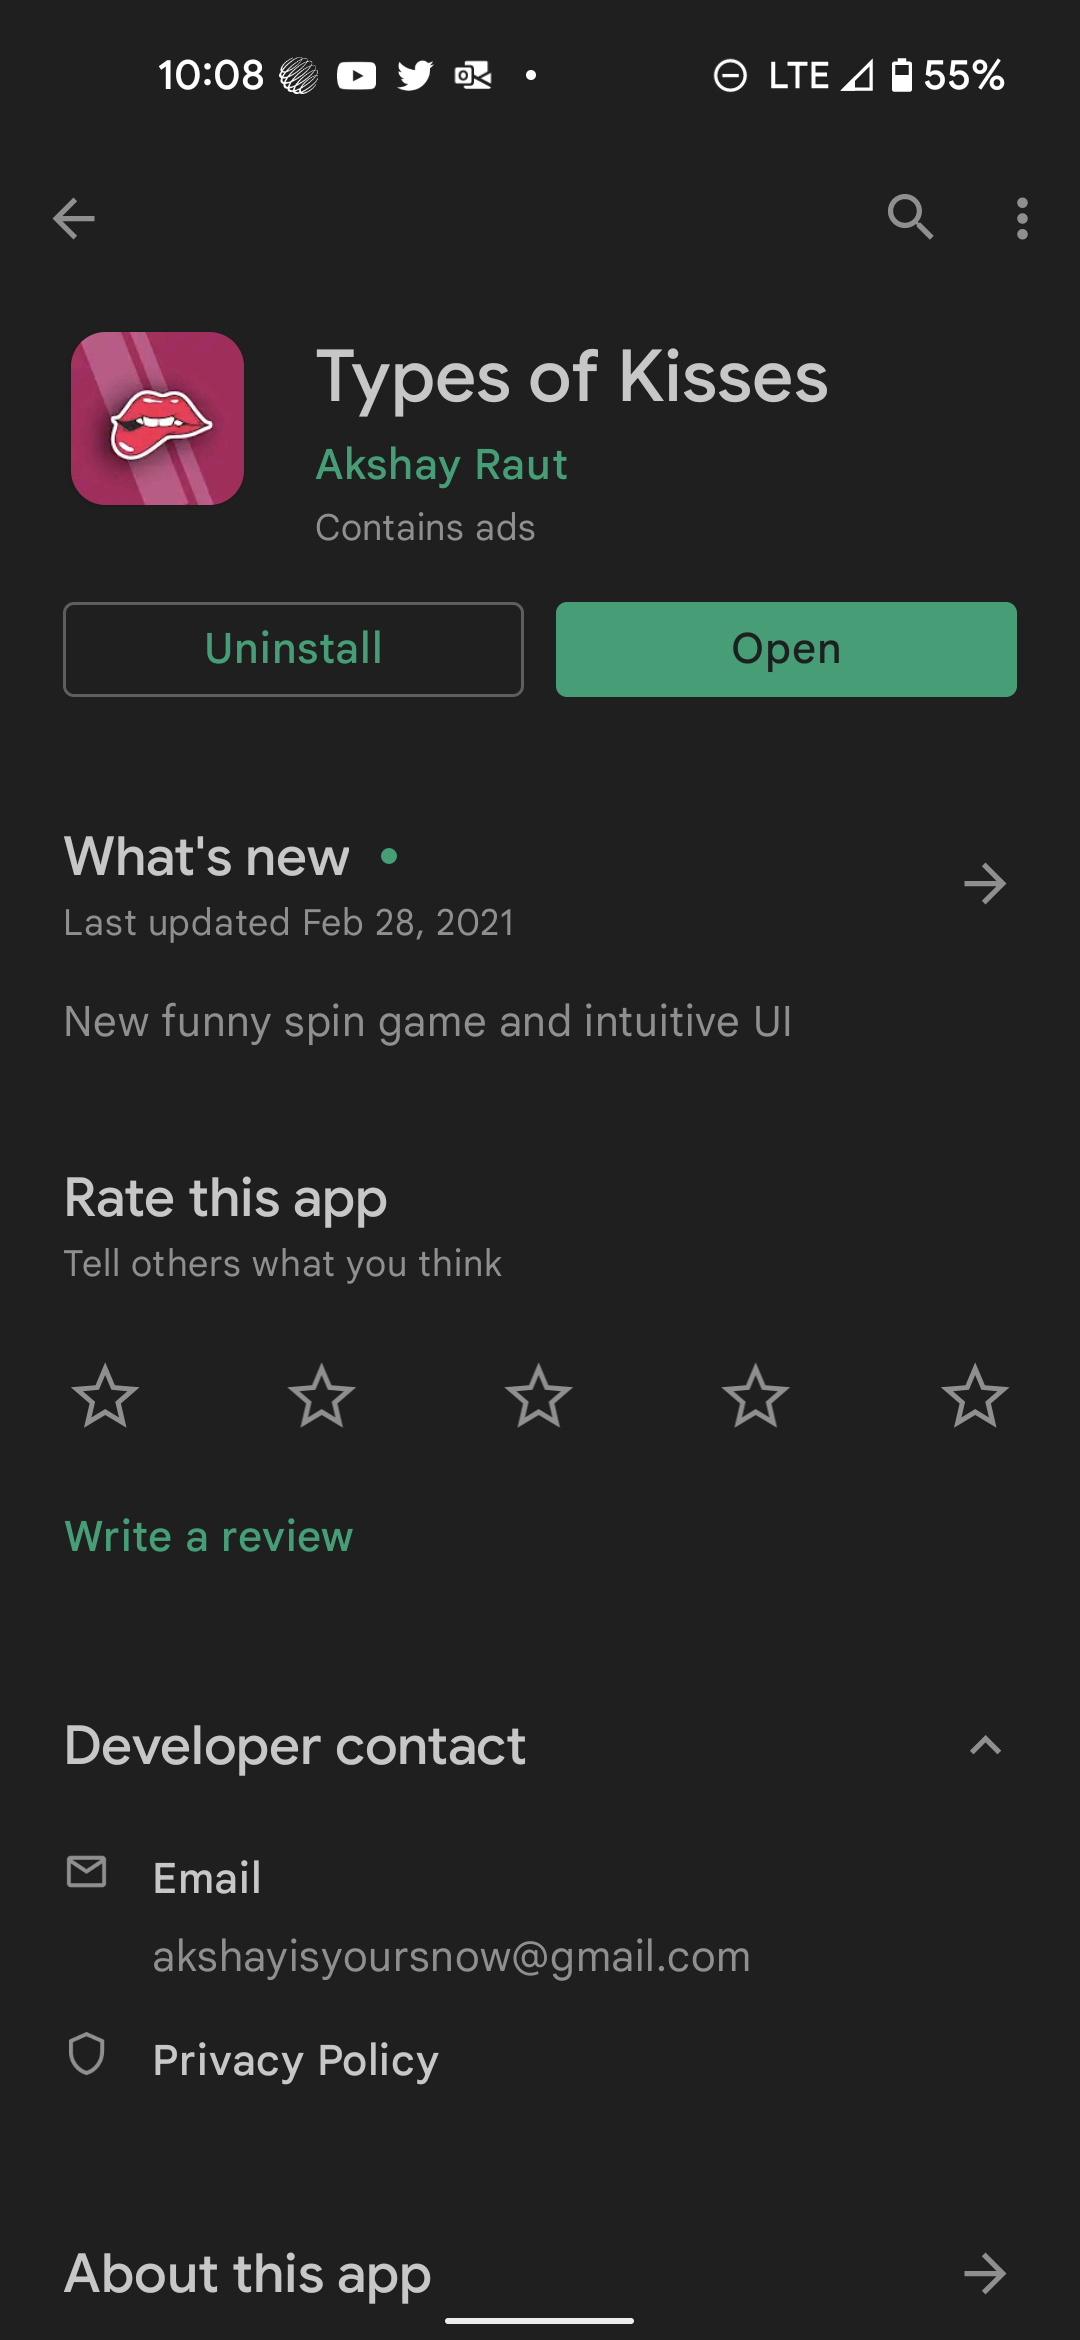 10:08 LTE 55%
Types of Kisses
Akshay Raut
Contains ads
Uninstall Open
What's new
Last updated Feb 28, 2021
New funny spin game and intuitive UI
Rate this app
Tell others what you think
Write a review
Developer contact
Email
akshayisyoursnow@gmail.com
Privacy Policy
About this app